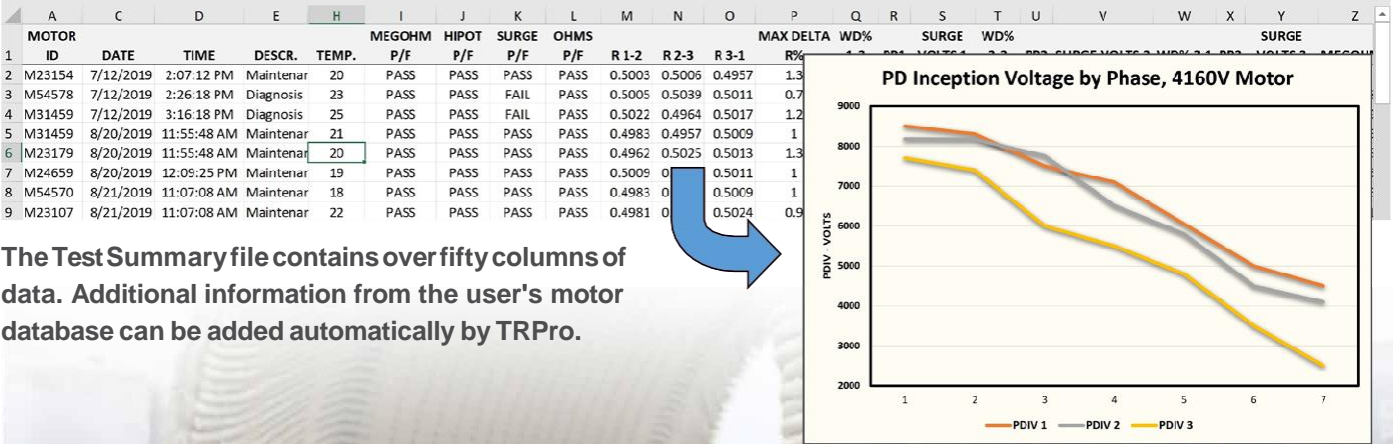 A C D E H I J K L M N O P Q R S T U V W X Y Z
MOTOR MEGOHM HIPOT SURGE OHMS MAX DELTA WD% SURGE WD% SURGE
1 ID DATE TIME DESCR. TEMP. P/F P/F P/F P/F R 1-2 R 2-3 R 3-1 R%
2 M23154 7/12/2019 2:07:12 PM Maintenar 20 PASS PASS PASS PASS 0.5003 0.5006 0.4957 1.3
3 M54578 7/12/2019 2:26:18 PM Diagnosis 23 PASS PASS FAIL PASS 0.5005 0.5039 0.5011 0.7
4 M31459 7/12/2019 3:16:18 PM Diagnosis 25 PASS PASS FAIL PASS 0.5022 0.4964 0.5017 1.2
5 M31459 8/20/2019 11:55:48 AM Maintenar 21 PASS PASS PASS PASS 0.4983 0.4957 0.5009 1
6 M23179 8/20/2019 11:55:48 AM Maintenar 20 PASS PASS PASS PASS 0.4962 0.5025 0.5013 1.3
7 M24659 8/20/2019 12:09:25 PM Maintenar 19 PASS PASS PASS PASS 0.5009 0 0.5011 1
8 M54570 8/21/2019 11:07:08 AM Maintenar 18 PASS PASS PASS PASS 0.4983 0 0.5009 1
9 M23107 8/21/2019 11:07:08 AM Maintenar 22 PASS PASS PASS PASS 0.4981 0 0.5024 0.9
PD Inception Voltage by Phase, 4160V Motor
PDIV - VOLTS
9000
8000
7000
6000
5000
4000
3000
2000
1 2 3 4 5 6 7
PDIV 1 PDIV 2 PDIV 3
The Test Summary file contains over fifty columns of
data. Additional information from the user's motor
database can be added automatically by TRPro.